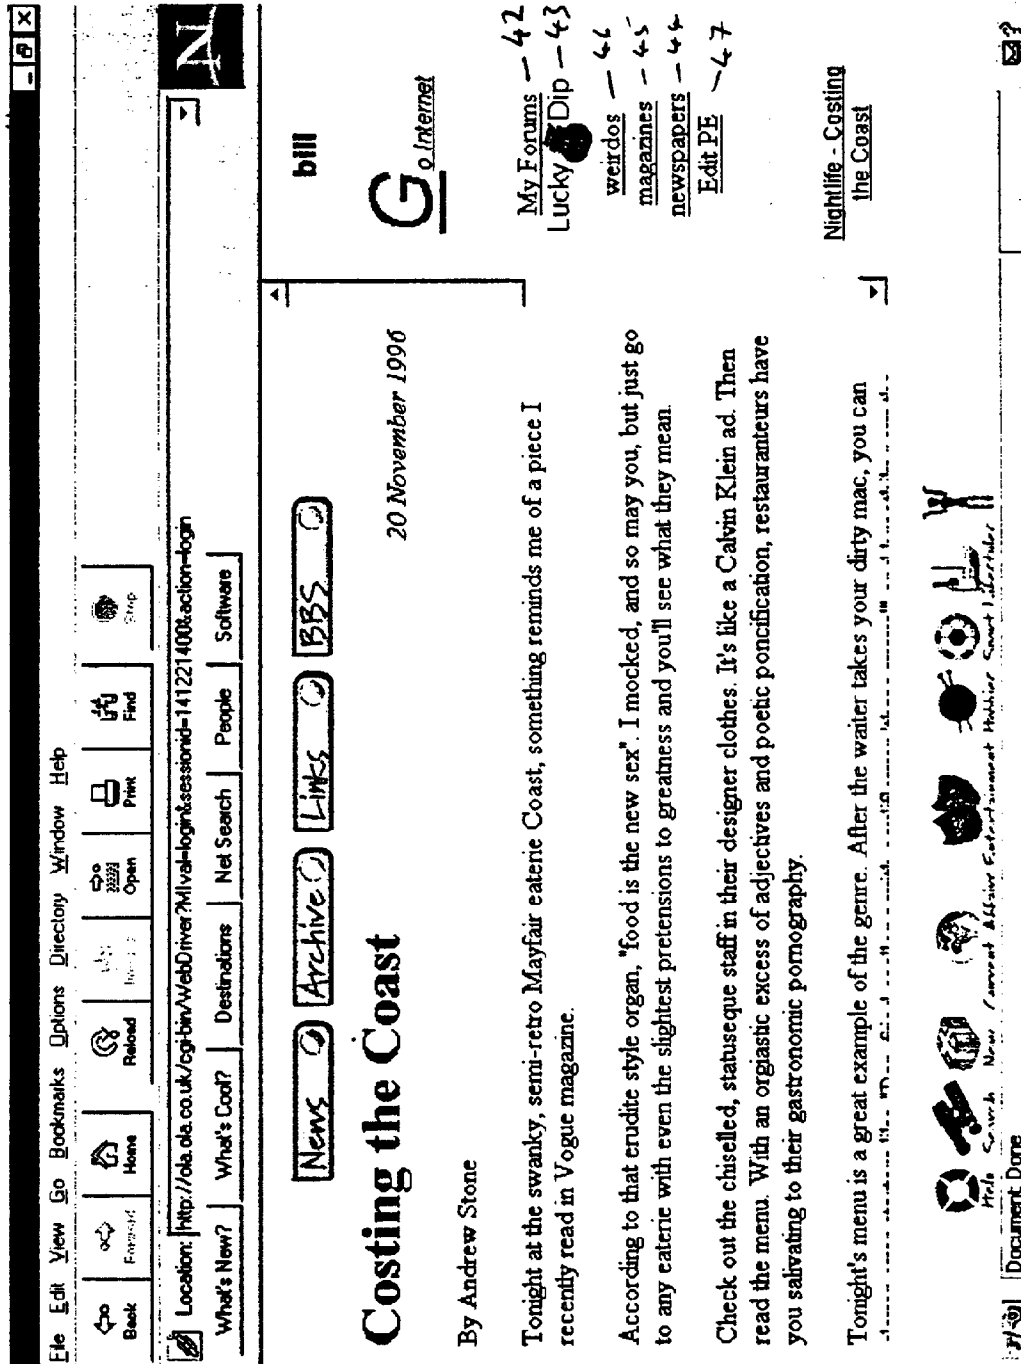 File Edit View Go Bookmarks Options Directory Window Help
Back Forward Home Reload Open Print Find Stop
Location: http://ola.ola.co.uk/cgi-bin/WebDriver?MIval=login&sessionid=141221400&action=login
What's New? What's Cool? Destinations Net Search People Software
N
News Archive Links BBS
bill
Costing the Coast
20 November 1996
Go Internet
By Andrew Stone
Tonight at the swanky, semi-retro Mayfair eaterie Coast, something reminds me of a piece I
recently read in Vogue magazine.
According to that erudite style organ, "food is the new sex". I mocked, and so may you, but just go
to any eaterie with even the slightest pretensions to greatness and you'll see what they mean.
Check out the chiselled, statuseque staff in their designer clothes. It's like a Calvin Klein ad. Then
read the menu. With an orgiastic excess of adjectives and poetic poncification, restauranteurs have
you salivating to their gastronomic pornography.
Tonight's menu is a great example of the genre. After the waiter takes your dirty mac, you can
My Forums - 42
Lucky Dip - 43
weirdos - 46
magazines - 45
newspapers - 44
Edit PE - 47
Nightlife - Costing
the Coast
Help Search New Current Affairs Entertainment Hobbies Sport
Document Done